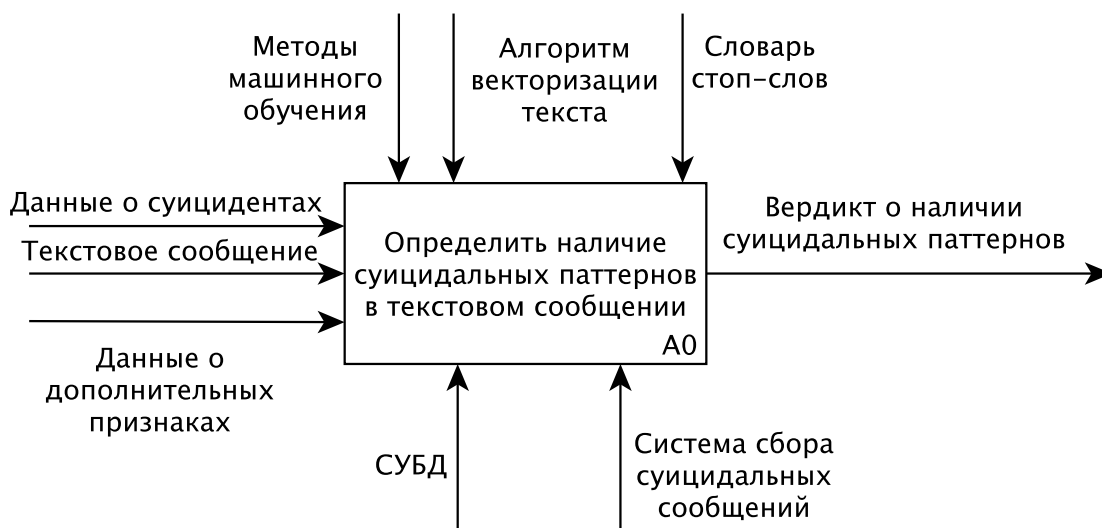 Методы
машинного
обучения
Алгоритм
векторизации
текста
Словарь
стоп-слов
Данные о суицидентах
Текстовое сообщение
Данные о
дополнительных
признаках
Определить наличие
суицидальных паттернов
в текстовом сообщении
A0
Вердикт о наличии
суицидальных паттернов
СУБД
Система сбора
суицидальных
сообщений